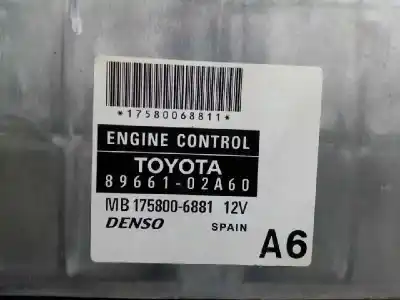 *17580068811*
ENGINE CONTROL
TOYOTA
89661-02A60
MB 175800-6881 12V
DENSO SPAIN A6